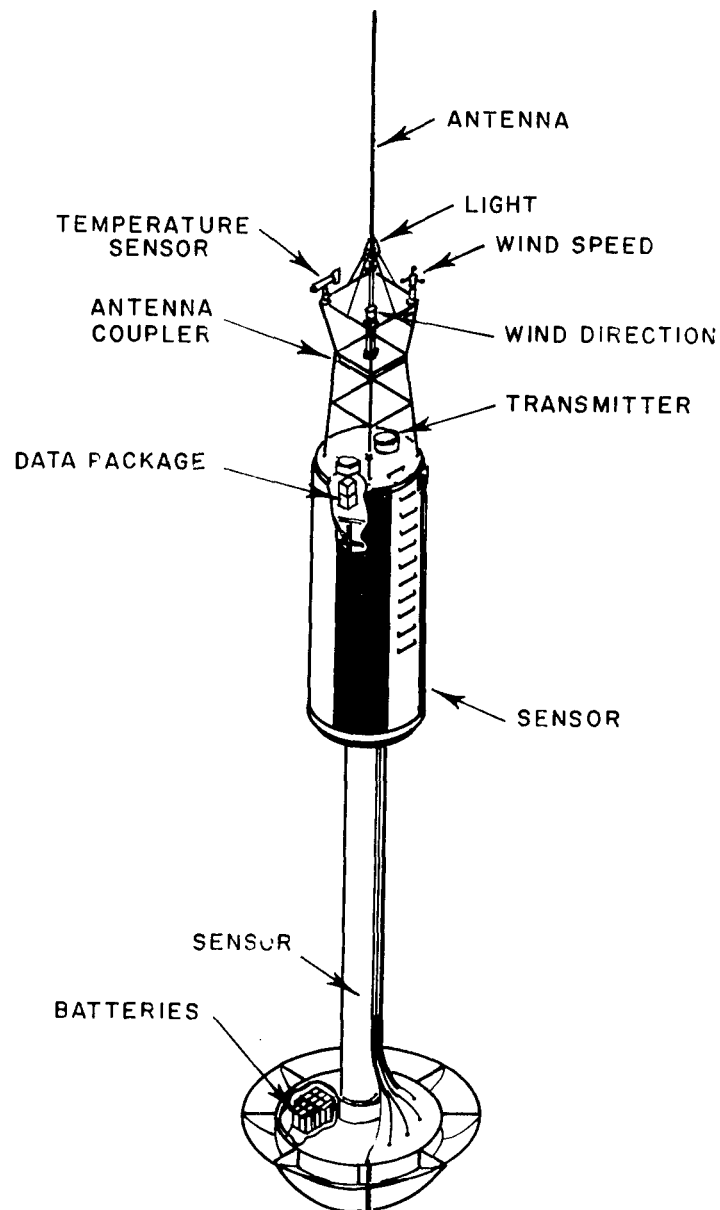 ANTENNA
LIGHT
TEMPERATURE
SENSOR
WIND SPEED
ANTENNA
COUPLER
WIND DIRECTION
TRANSMITTER
DATA PACKAGE
SENSOR
SENSOR
BATTERIES